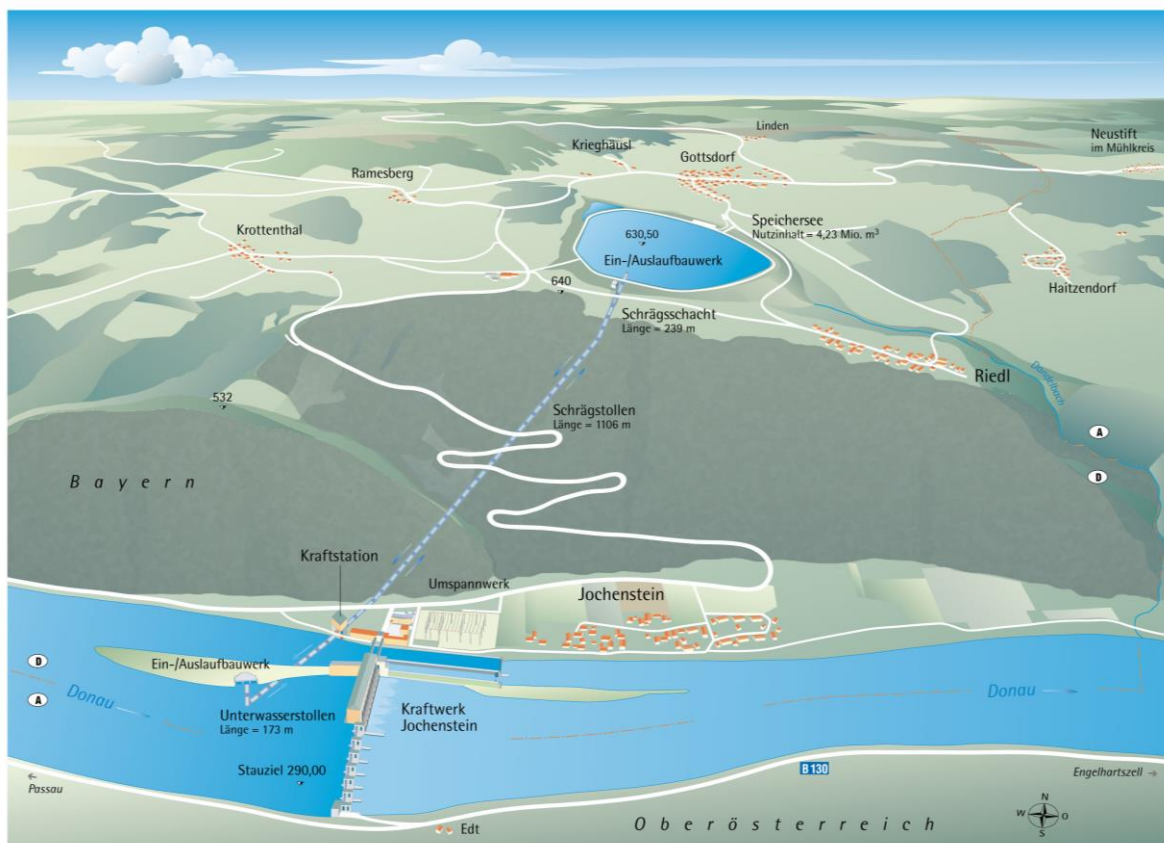 Linden
Krieghäusl
Neustift
im Mühlkreis
Gottsdorf
Ramesberg
Speichersee
Nutzinhalt = 4,23 Mio. m³
Krottenthal
630,50
Ein-/Auslaufbauwerk
640
Haitzendorf
Schrägschacht
Länge = 239 m
Riedl
Dandlbach
532
Schrägstollen
Länge = 1106 m
A
D
Bayern
Kraftstation
Umspannwerk
Jochenstein
Ein-/Auslaufbauwerk
D
A
Donau
Donau
Unterwasserstollen
Länge = 173 m
Kraftwerk
Jochenstein
Stauziel 290,00
B 130
← Passau
Engelhartszell →
Edt
Oberösterreich
N
W O
S